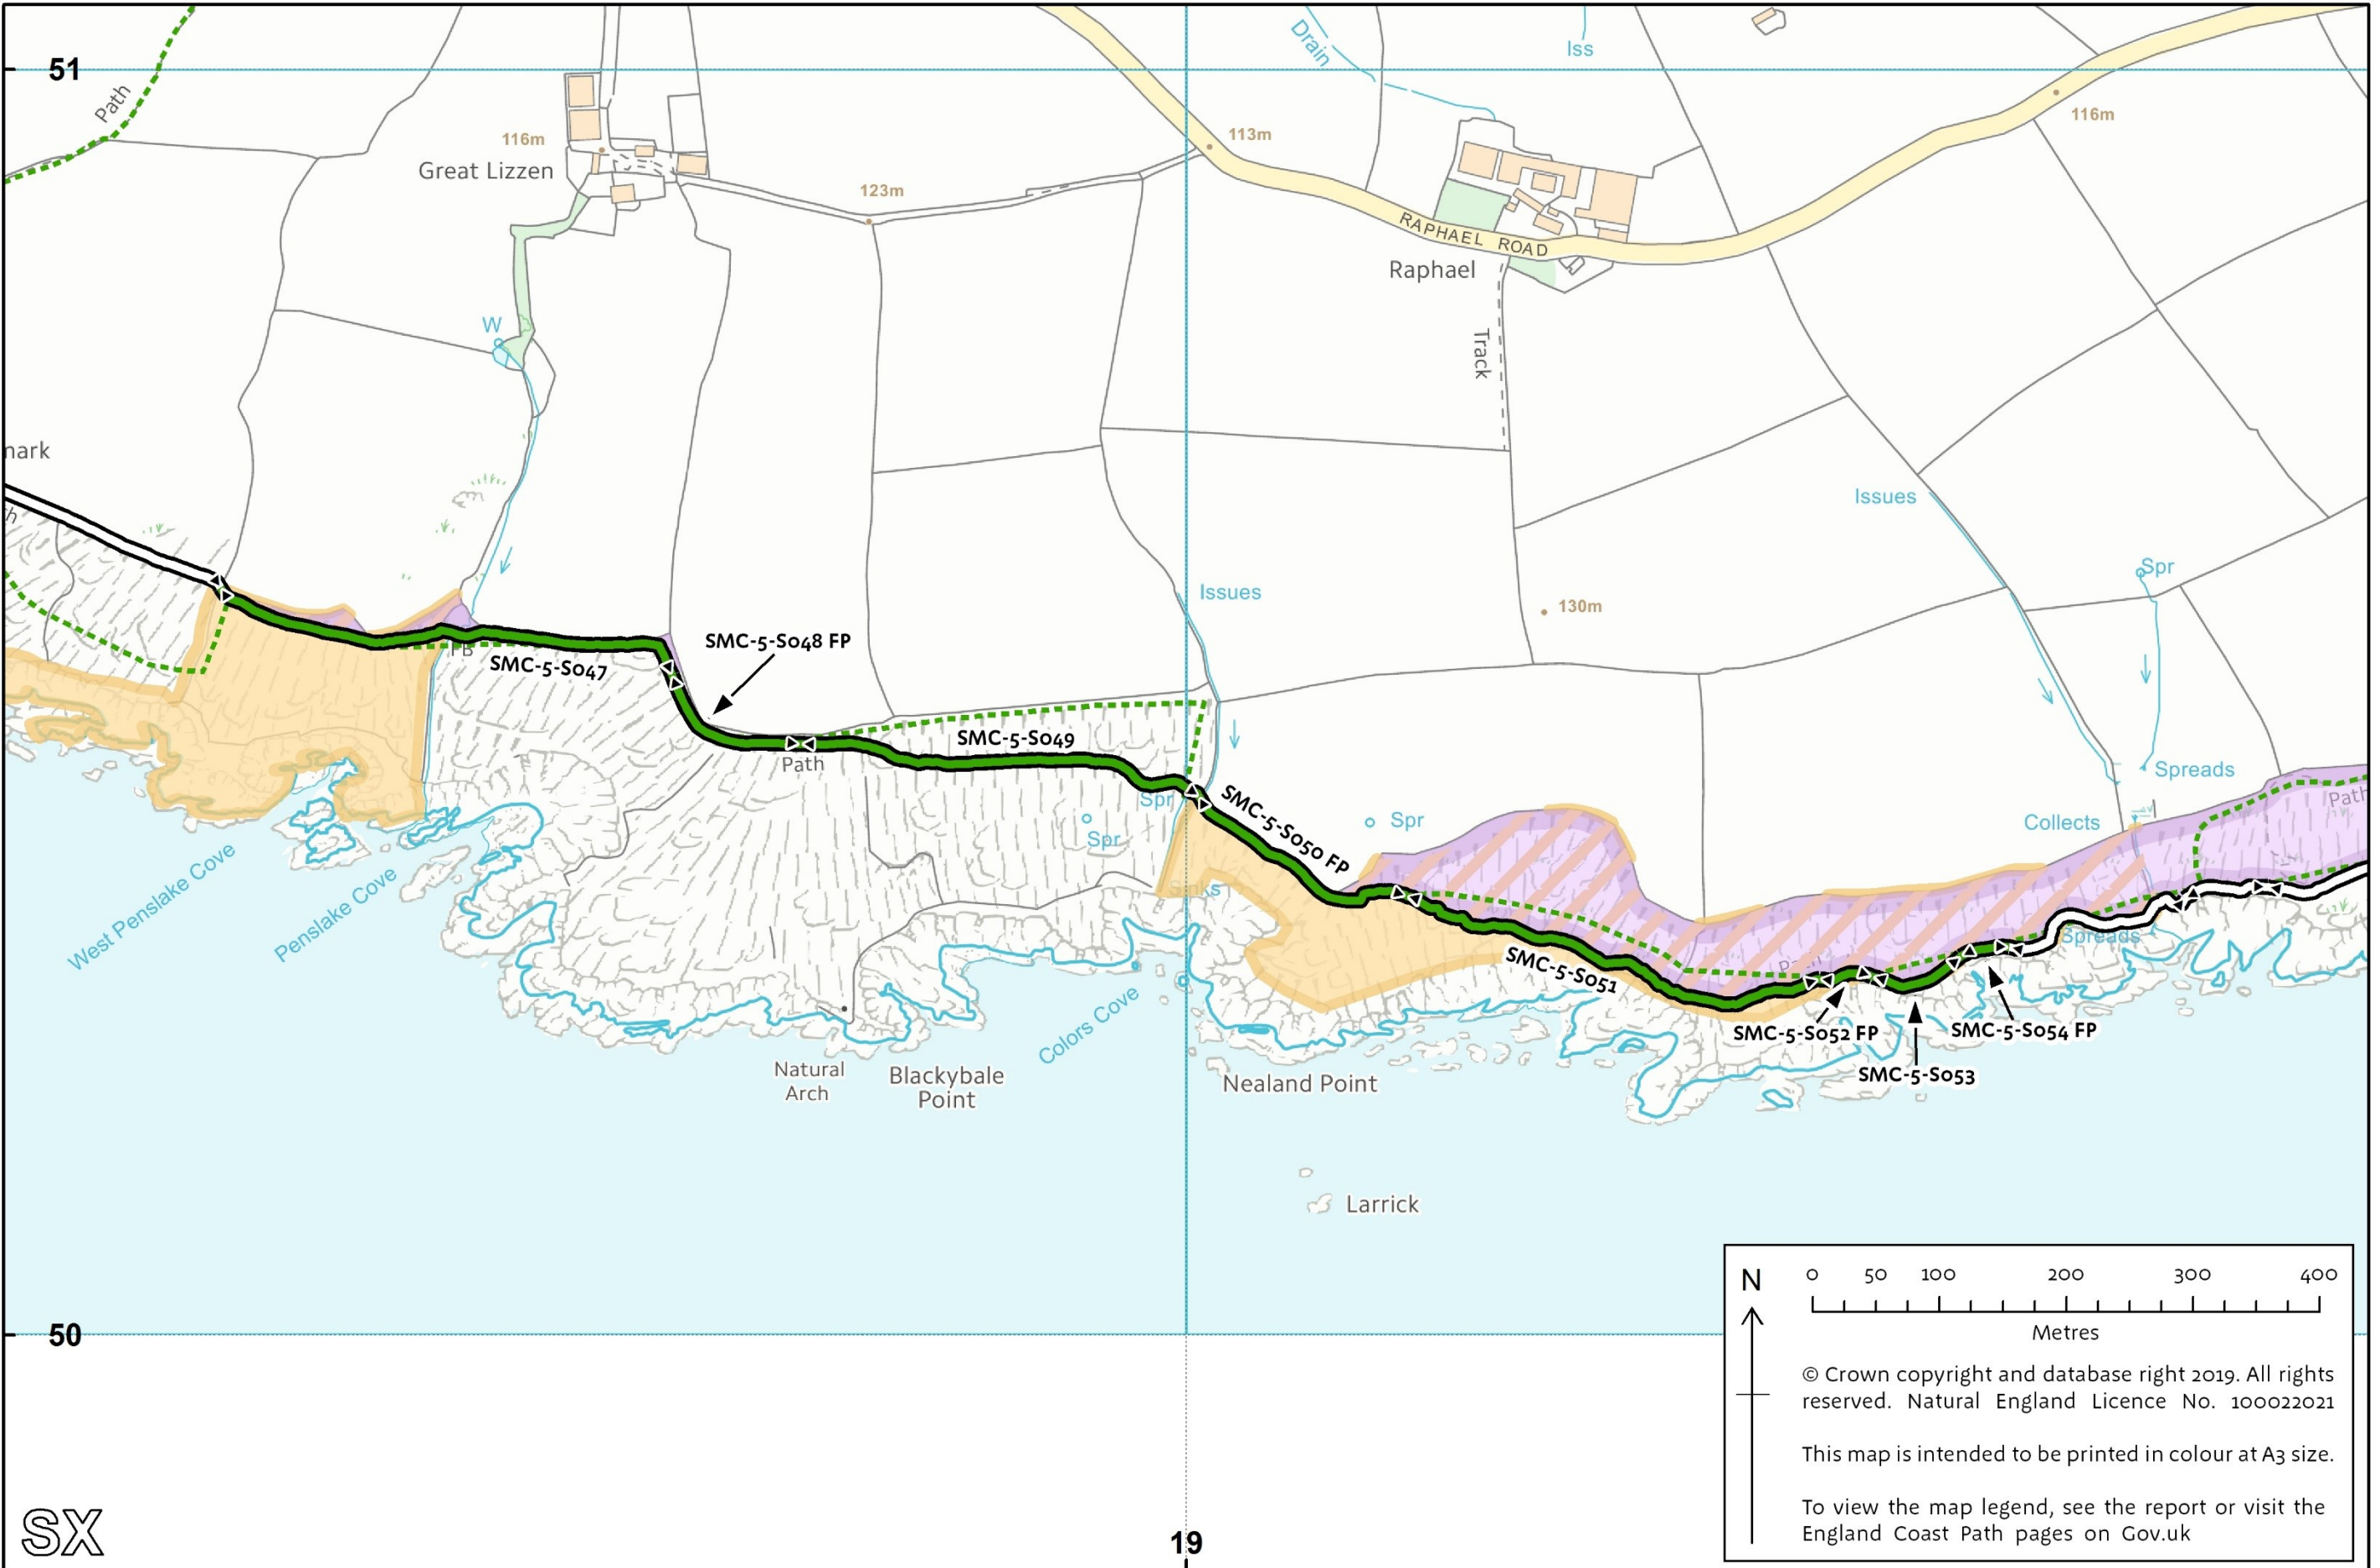 51
Path
Drain
Iss
116m
Great Lizzen
123m
113m
116m
RAPHAEL ROAD
Raphael
Track
W
nark
Issues
Spr
Issues
130m
SMC-5-S048 FP
FB
SMC-5-S047
SMC-5-S049
Path
Spr
Spr
SMC-5-S050 FP
Spr
Spreads
Collects
Path
West Penslake Cove
Penslake Cove
Sinks
SMC-5-S051
Path
Spreads
SMC-5-S052 FP
SMC-5-S054 FP
SMC-5-S053
Colors Cove
Natural
Arch
Blackybale
Point
Nealand Point
Larrick
50
N
0 50 100 200 300 400
Metres
© Crown copyright and database right 2019. All rights
reserved. Natural England Licence No. 100022021
This map is intended to be printed in colour at A3 size.
To view the map legend, see the report or visit the
England Coast Path pages on Gov.uk
SX
19